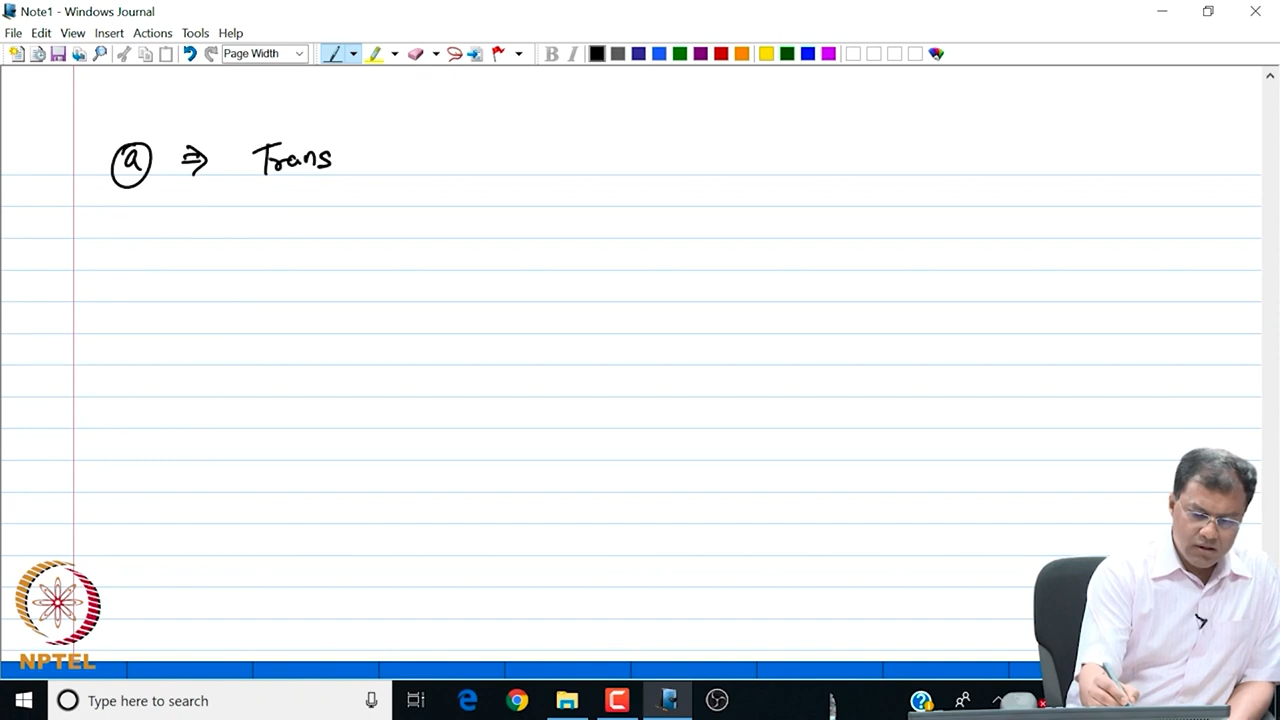 Note1 - Windows Journal
File Edit View Insert Actions Tools Help
Page Width B I
a ⇒ Trans
NPTEL
Type here to search